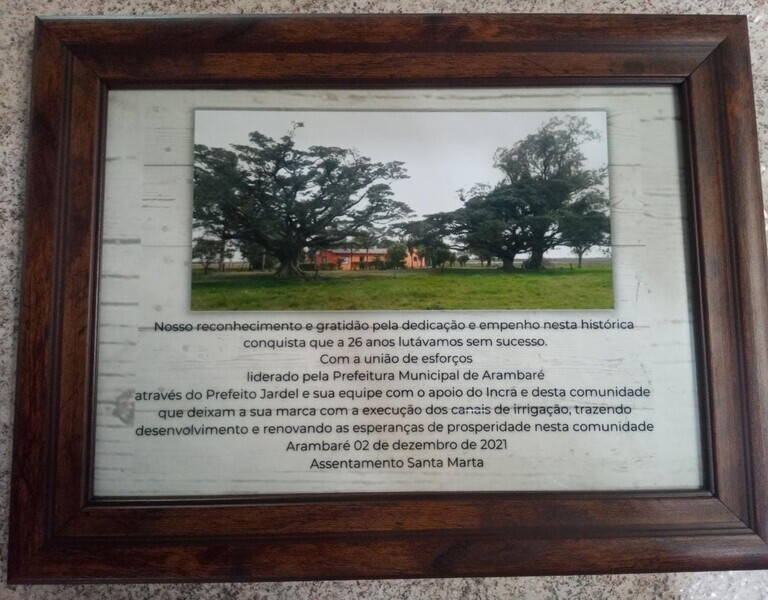 Nosso reconhecimento e gratidão pela dedicação e empenho nesta histórica
conquista que a 26 anos lutávamos sem sucesso.
Com a união de esforços
liderado pela Prefeitura Municipal de Arambaré
através do Prefeito Jardel e sua equipe com o apoio do Incra e desta comunidade
que deixam a sua marca com a execução dos canais de irrigação, trazendo
desenvolvimento e renovando as esperanças de prosperidade nesta comunidade
Arambaré 02 de dezembro de 2021
Assentamento Santa Marta